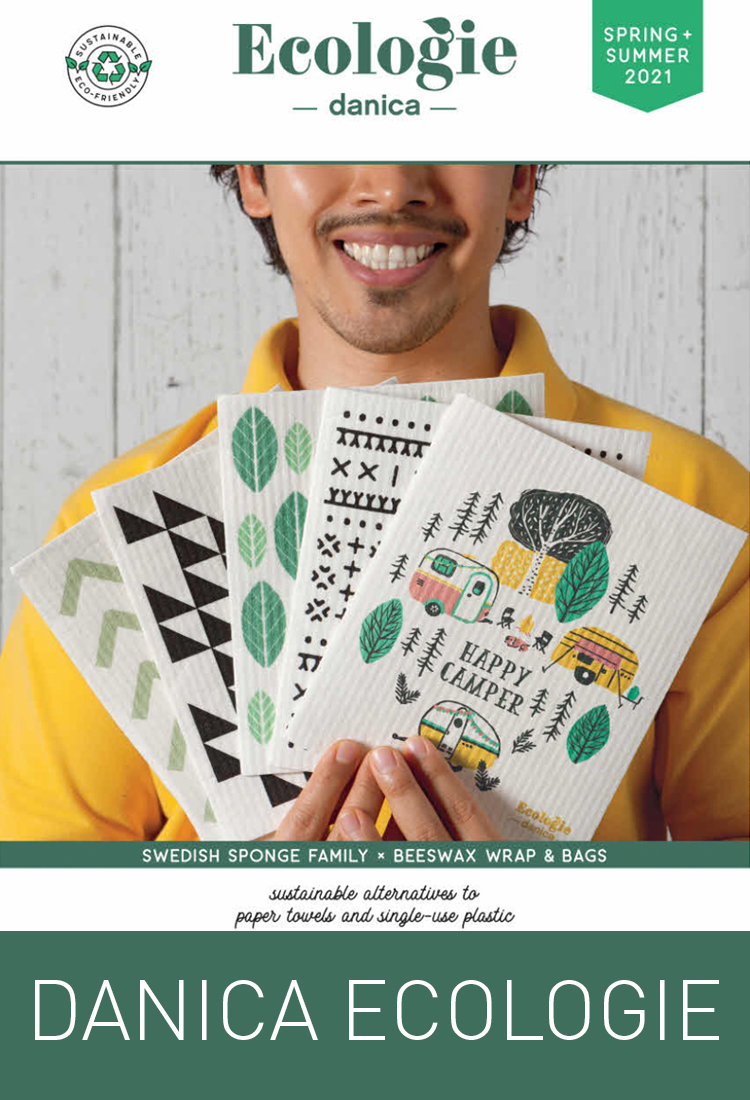 SUSTAINABLE
ECO-FRIENDLY
Ecologie
— danica —
SPRING +
SUMMER
2021
HAPPY
CAMPER
Ecologie
danica
SWEDISH SPONGE FAMILY × BEESWAX WRAP & BAGS
sustainable alternatives to
paper towels and single-use plastic
DANICA ECOLOGIE